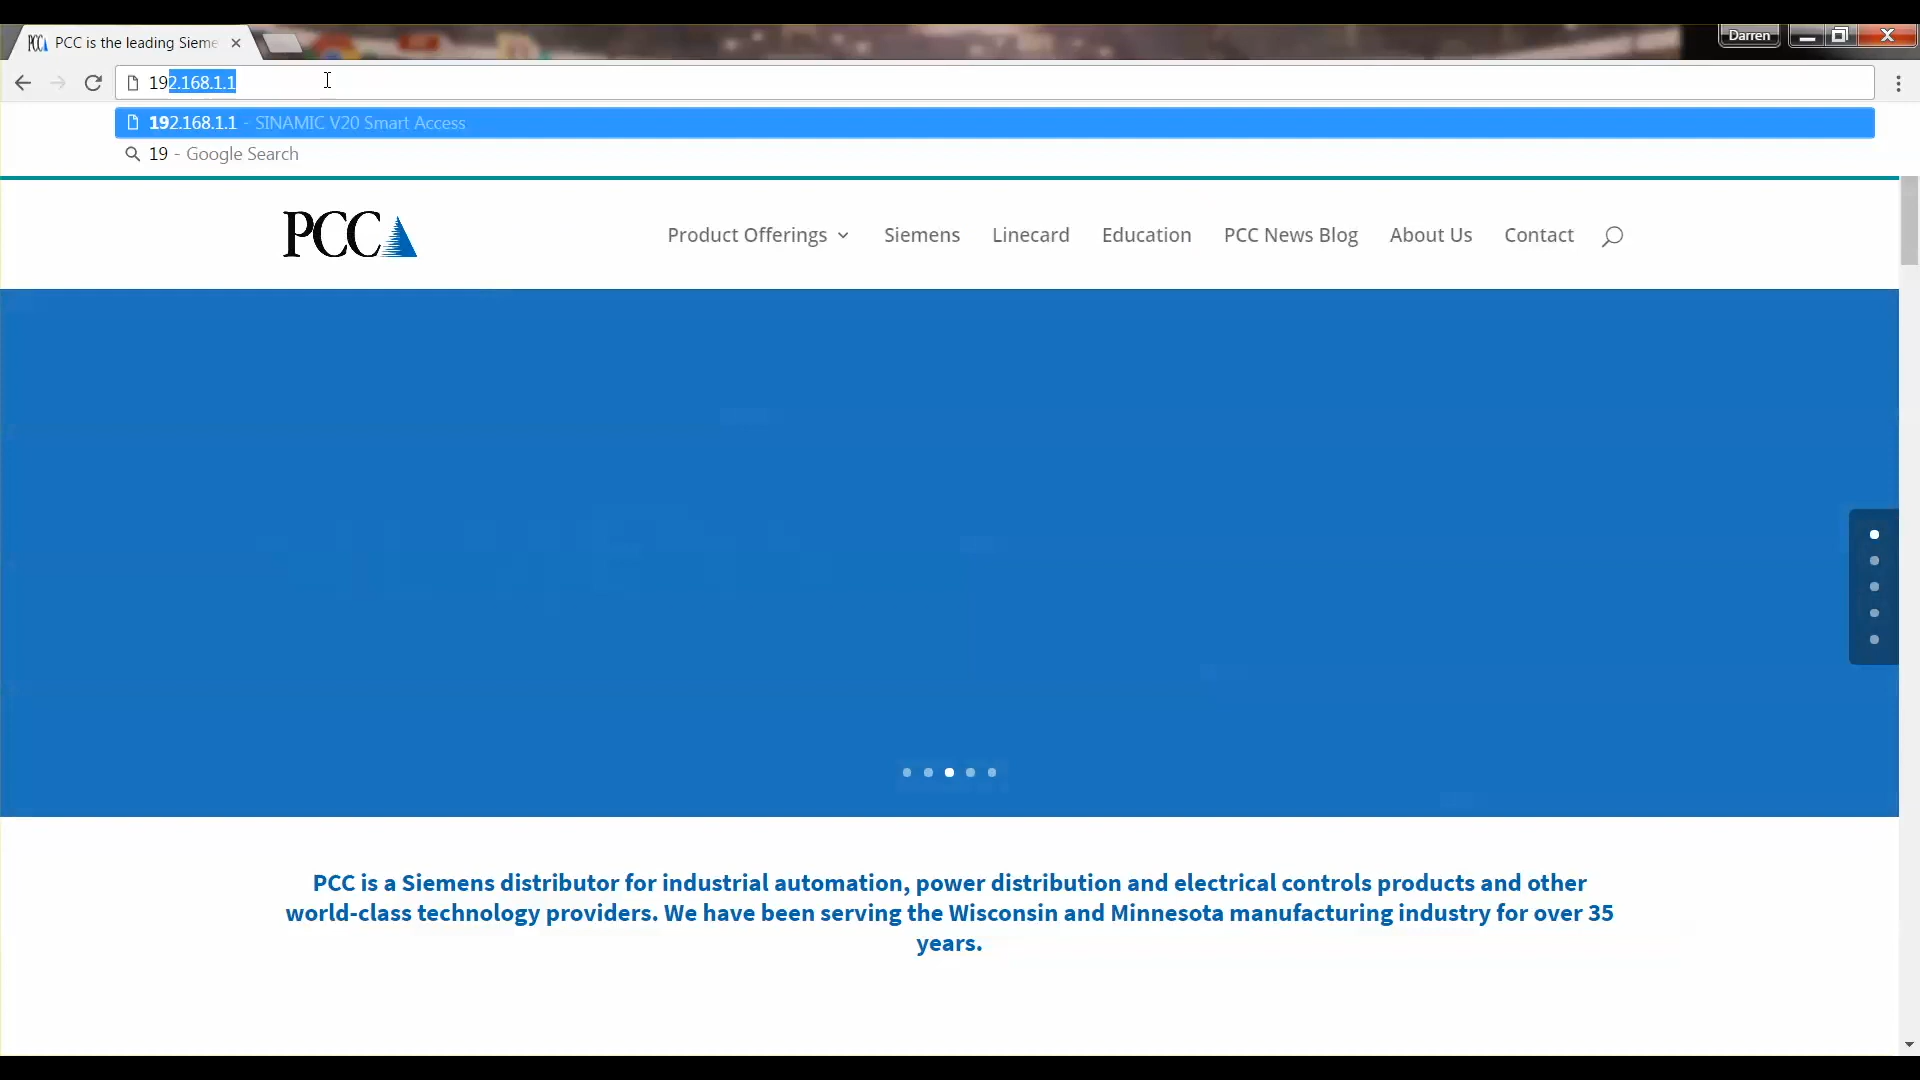 PCC is the leading Sieme
Darren
192.168.1.1
192.168.1.1 - SINAMIC V20 Smart Access
19 - Google Search
PCC
Product Offerings
Siemens
Linecard
Education
PCC News Blog
About Us
Contact
PCC is a Siemens distributor for industrial automation, power distribution and electrical controls products and other
world-class technology providers. We have been serving the Wisconsin and Minnesota manufacturing industry for over 35
years.